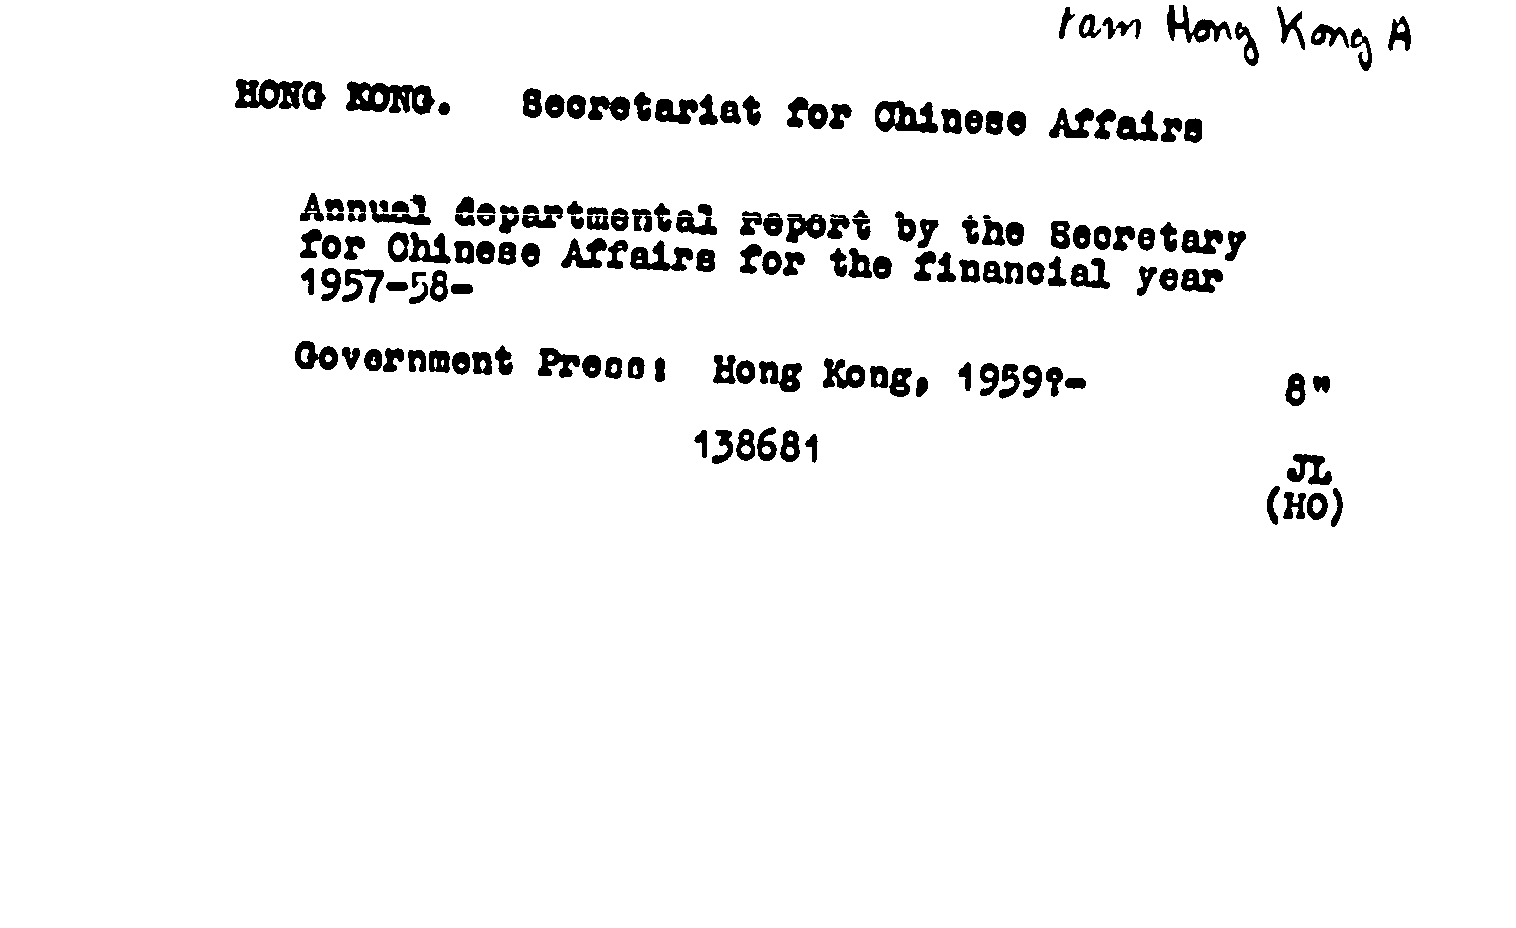 ram Hong Kong A
HONG KONG. Secretariat for Chinese Affairs
Annual departmental report by the Secretary
for Chinese Affairs for the financial year
1957-58-
Government Press: Hong Kong, 1959?- 8"
138681
JL
(HO)